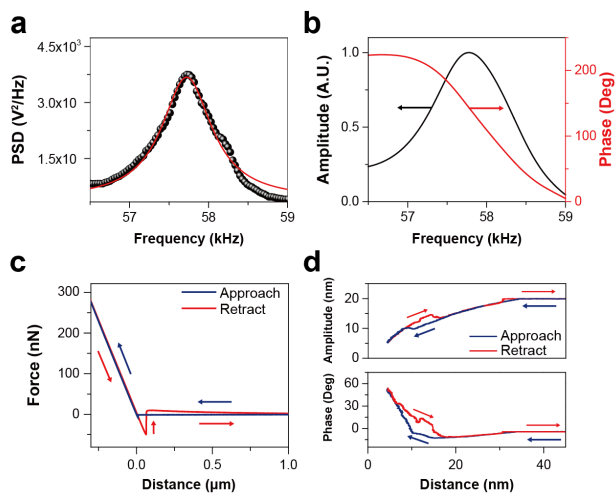 a
PSD (V²/Hz)
4.5x10³
3.0x10³
1.5x10
57
58
59
Frequency (kHz)
b
Amplitude (A.U.)
1.0
0.5
0.0
57
58
59
Frequency (kHz)
200
100
0
Phase (Deg)
c
Force (nN)
300
200
100
0
0.0
0.5
1.0
Distance (µm)
Approach
Retract
d
Amplitude (nm)
40
20
0
Approach
Retract
Phase (Deg)
60
30
0
0
20
40
Distance (nm)